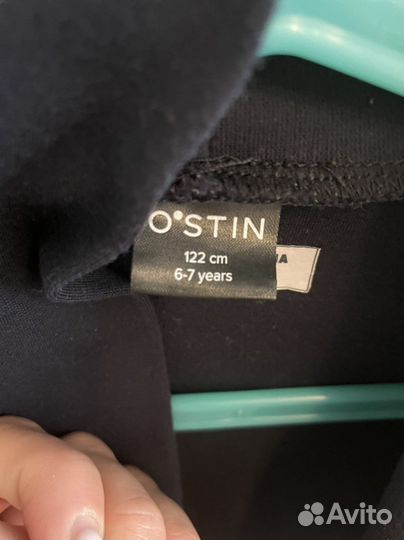 O'STIN
122 cm
6-7 years
Avito